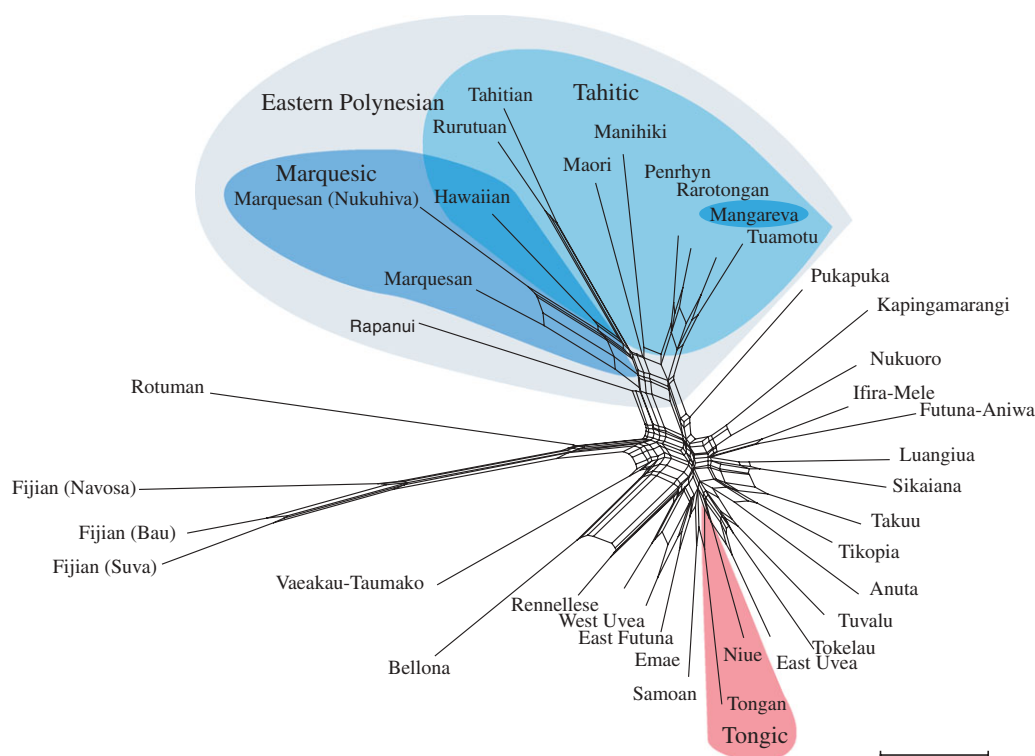 Tahitian
Tahitic
Eastern Polynesian
Rurutuan
Manihiki
Maori
Penrhyn
Marquesic
Rarotongan
Marquesan (Nukuhiva)
Hawaiian
Mangareva
Tuamotu
Marquesan
Pukapuka
Kapingamarangi
Rapanui
Nukuoro
Rotuman
Ifira-Mele
Futuna-Aniwa
Luangiua
Fijian (Navosa)
Sikaiana
Takuu
Fijian (Bau)
Tikopia
Fijian (Suva)
Vaeakau-Taumako
Anuta
Rennellese
Tuvalu
West Uvea
East Futuna
Tokelau
Niue
East Uvea
Emae
Bellona
Samoan
Tongan
Tongic